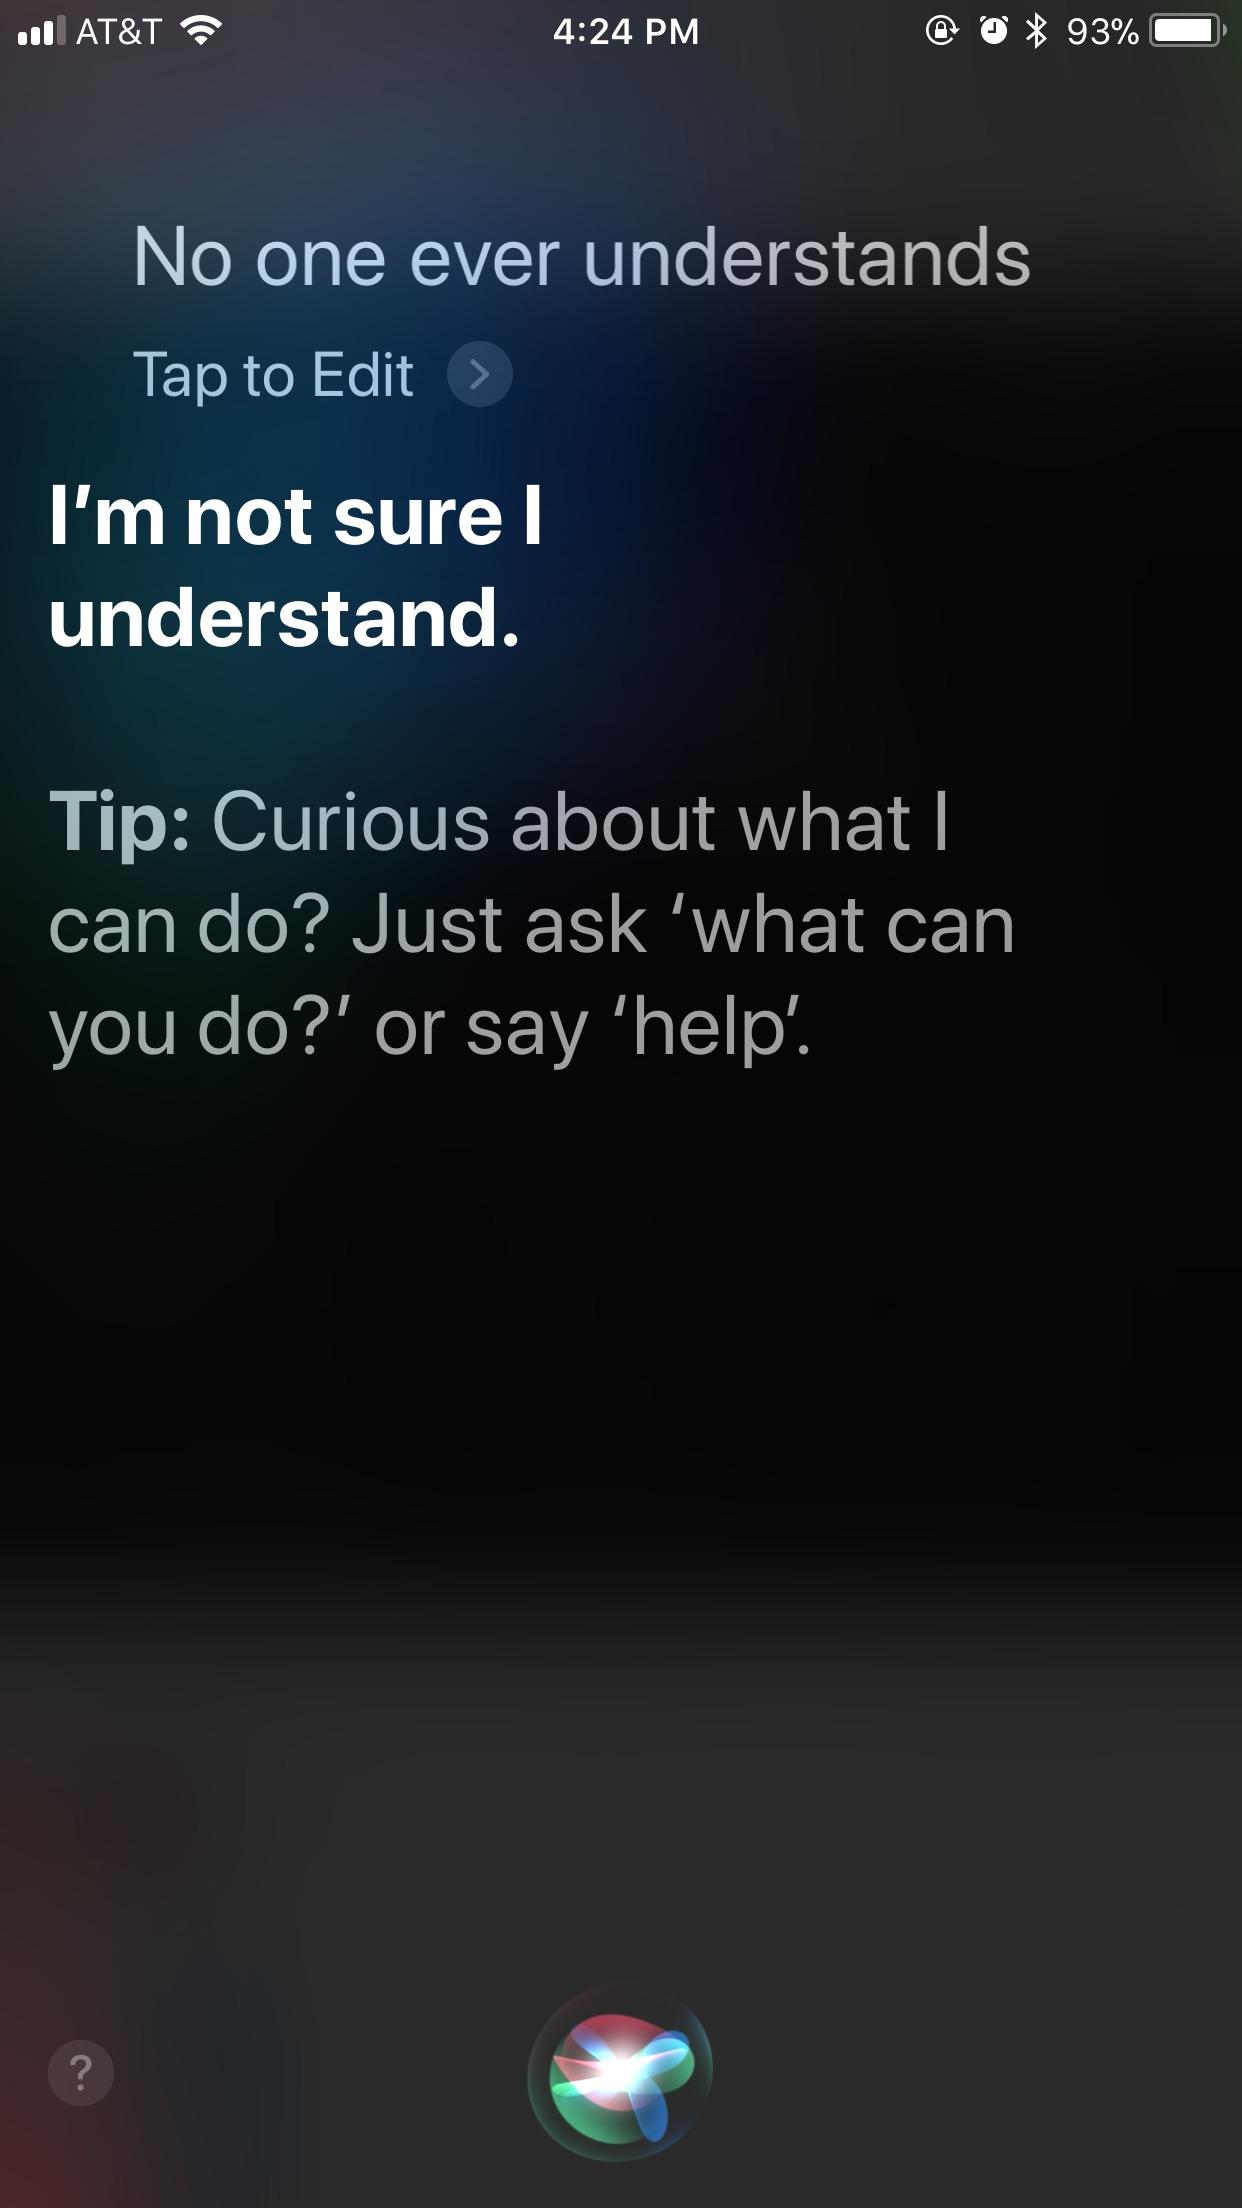 AT&T 4:24 PM 93%
No one ever understands
Tap to Edit
I’m not sure I
understand.
Tip: Curious about what I
can do? Just ask ‘what can
you do?’ or say ‘help’.
?